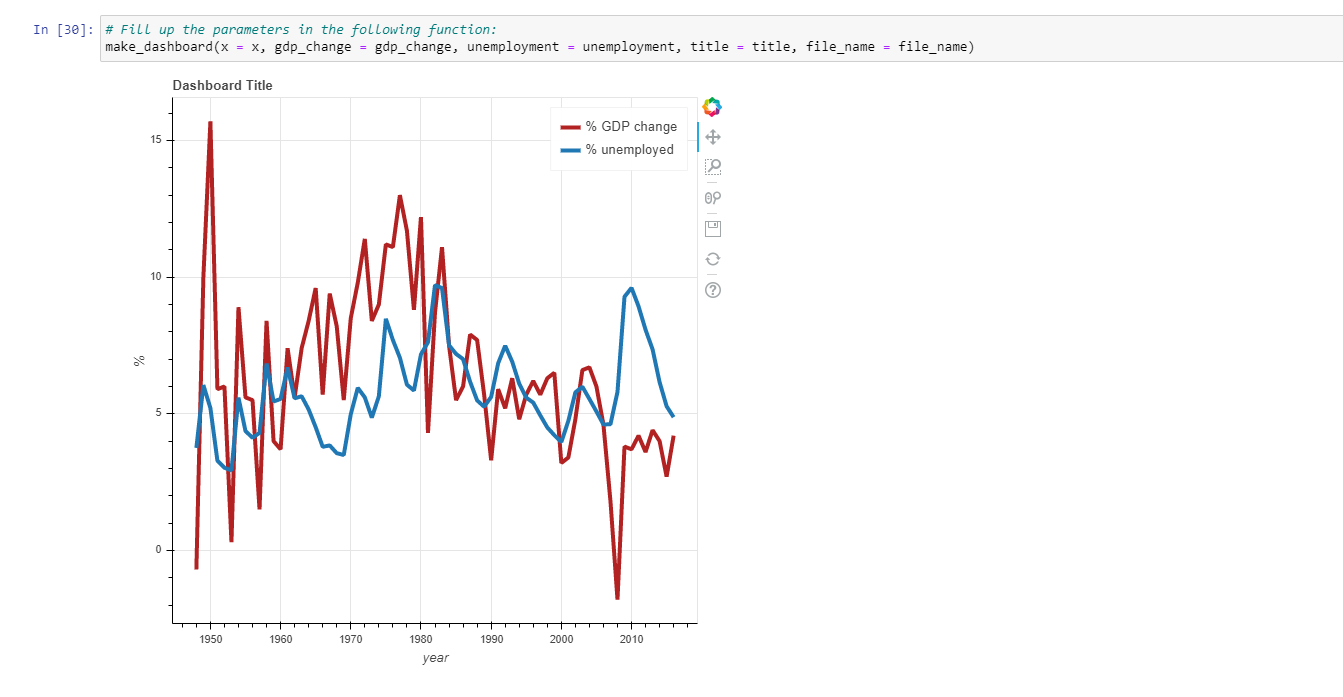 In [30]: # Fill up the parameters in the following function:
make_dashboard(x = x, gdp_change = gdp_change, unemployment = unemployment, title = title, file_name = file_name)
Dashboard Title
% GDP change
% unemployed
15
10
5
0
%
1950 1960 1970 1980 1990 2000 2010
year